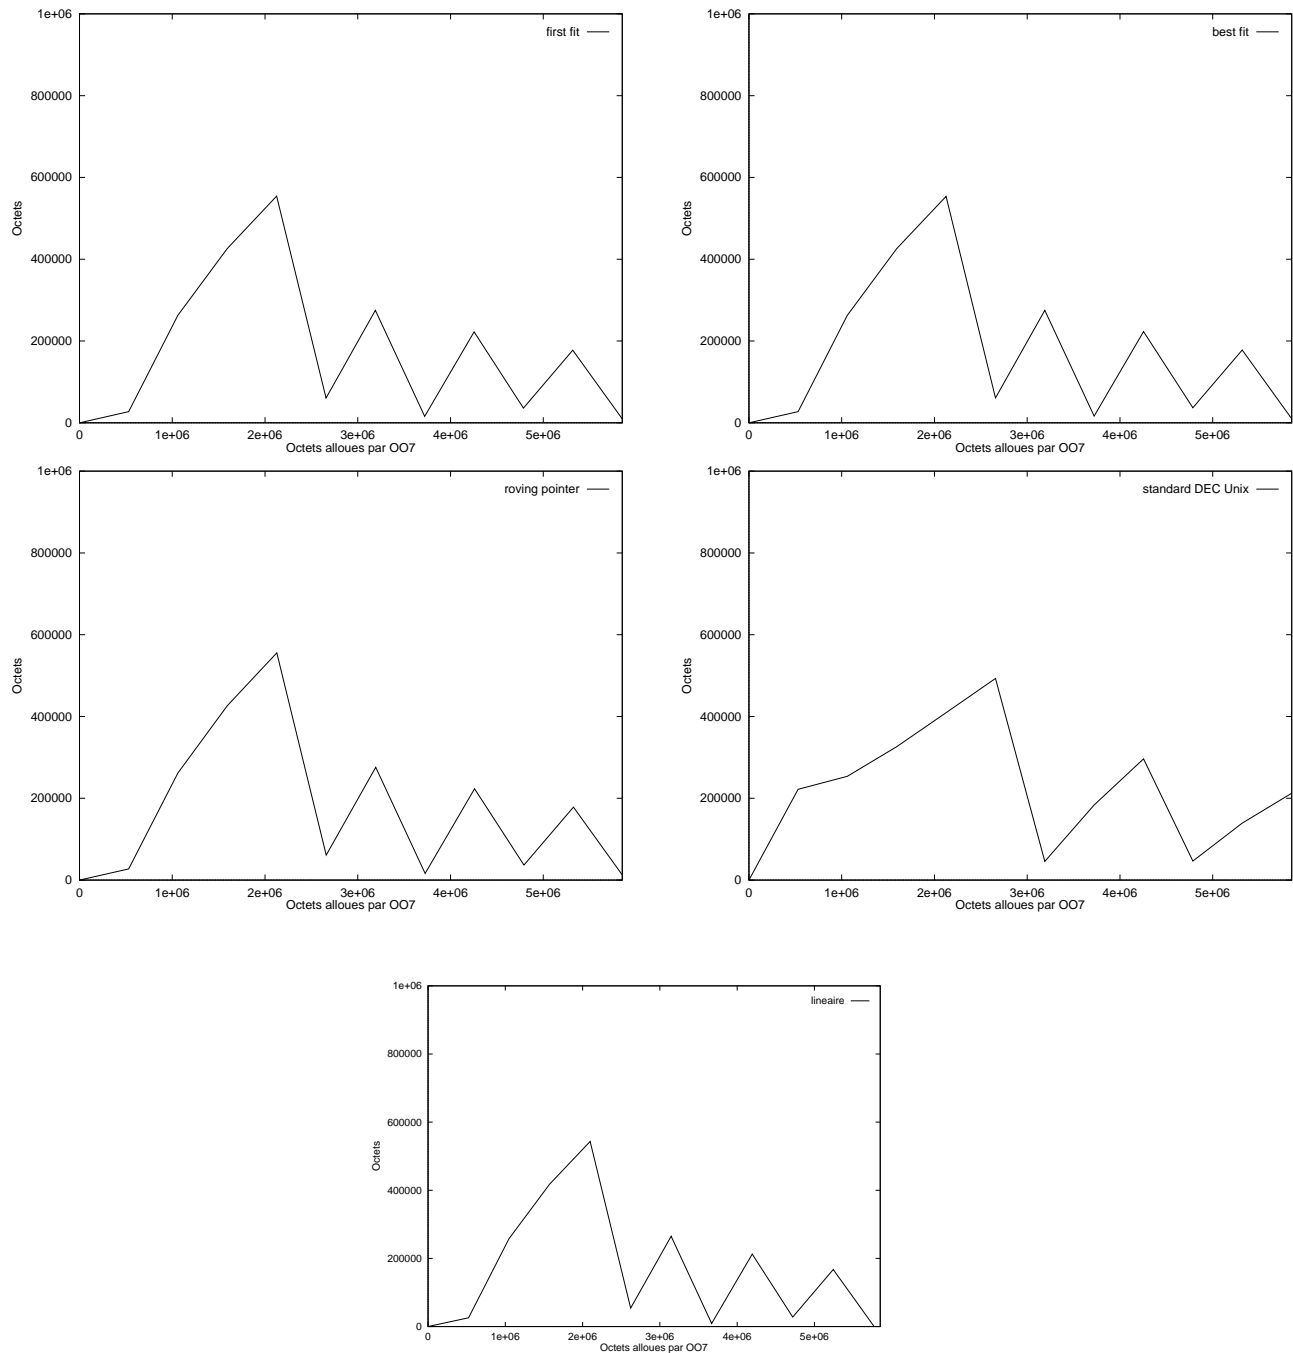 1e+06
first fit
800000
600000
Octets
400000
200000
0
0 1e+06 2e+06 3e+06 4e+06 5e+06
Octets alloues par OO7
1e+06
best fit
800000
600000
Octets
400000
200000
0
0 1e+06 2e+06 3e+06 4e+06 5e+06
Octets alloues par OO7
1e+06
roving pointer
800000
600000
Octets
400000
200000
0
0 1e+06 2e+06 3e+06 4e+06 5e+06
Octets alloues par OO7
1e+06
standard DEC Unix
800000
600000
Octets
400000
200000
0
0 1e+06 2e+06 3e+06 4e+06 5e+06
Octets alloues par OO7
1e+06
lineaire
800000
600000
Octets
400000
200000
0
0 1e+06 2e+06 3e+06 4e+06 5e+06
Octets alloues par OO7